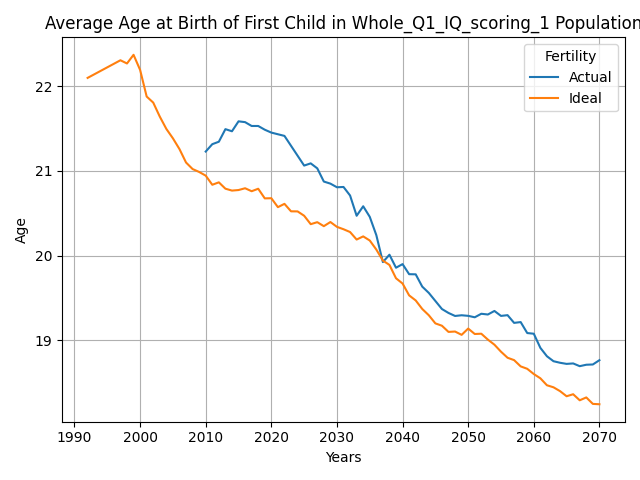 Average Age at Birth of First Child in Whole_Q1_IQ_scoring_1 Population
Fertility
Actual
Ideal
22
21
20
19
Age
1990 2000 2010 2020 2030 2040 2050 2060 2070
Years